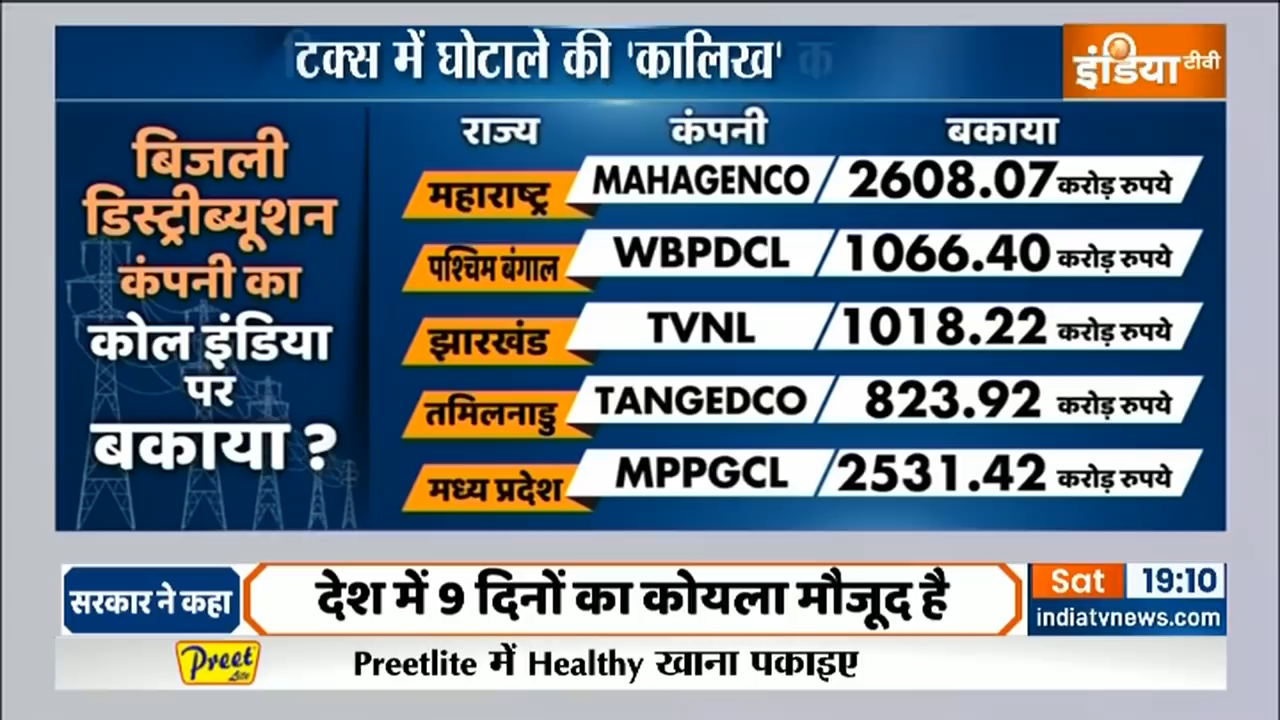 टक्स में घोटाले की 'कालिख'
इंडिया टीवी
बिजली
डिस्ट्रीब्यूशन
कंपनी का
कोल इंडिया
पर
बकाया ?
राज्य कंपनी बकाया
महाराष्ट्र MAHAGENCO 2608.07 करोड़ रुपये
पश्चिम बंगाल WBPDCL 1066.40 करोड़ रुपये
झारखंड TVNL 1018.22 करोड़ रुपये
तमिलनाडु TANGEDCO 823.92 करोड़ रुपये
मध्य प्रदेश MPPGCL 2531.42 करोड़ रुपये
सरकार ने कहा
देश में 9 दिनों का कोयला मौजूद है
Sat 19:10
indiatvnews.com
Preet Lite
Preetlite में Healthy खाना पकाइए